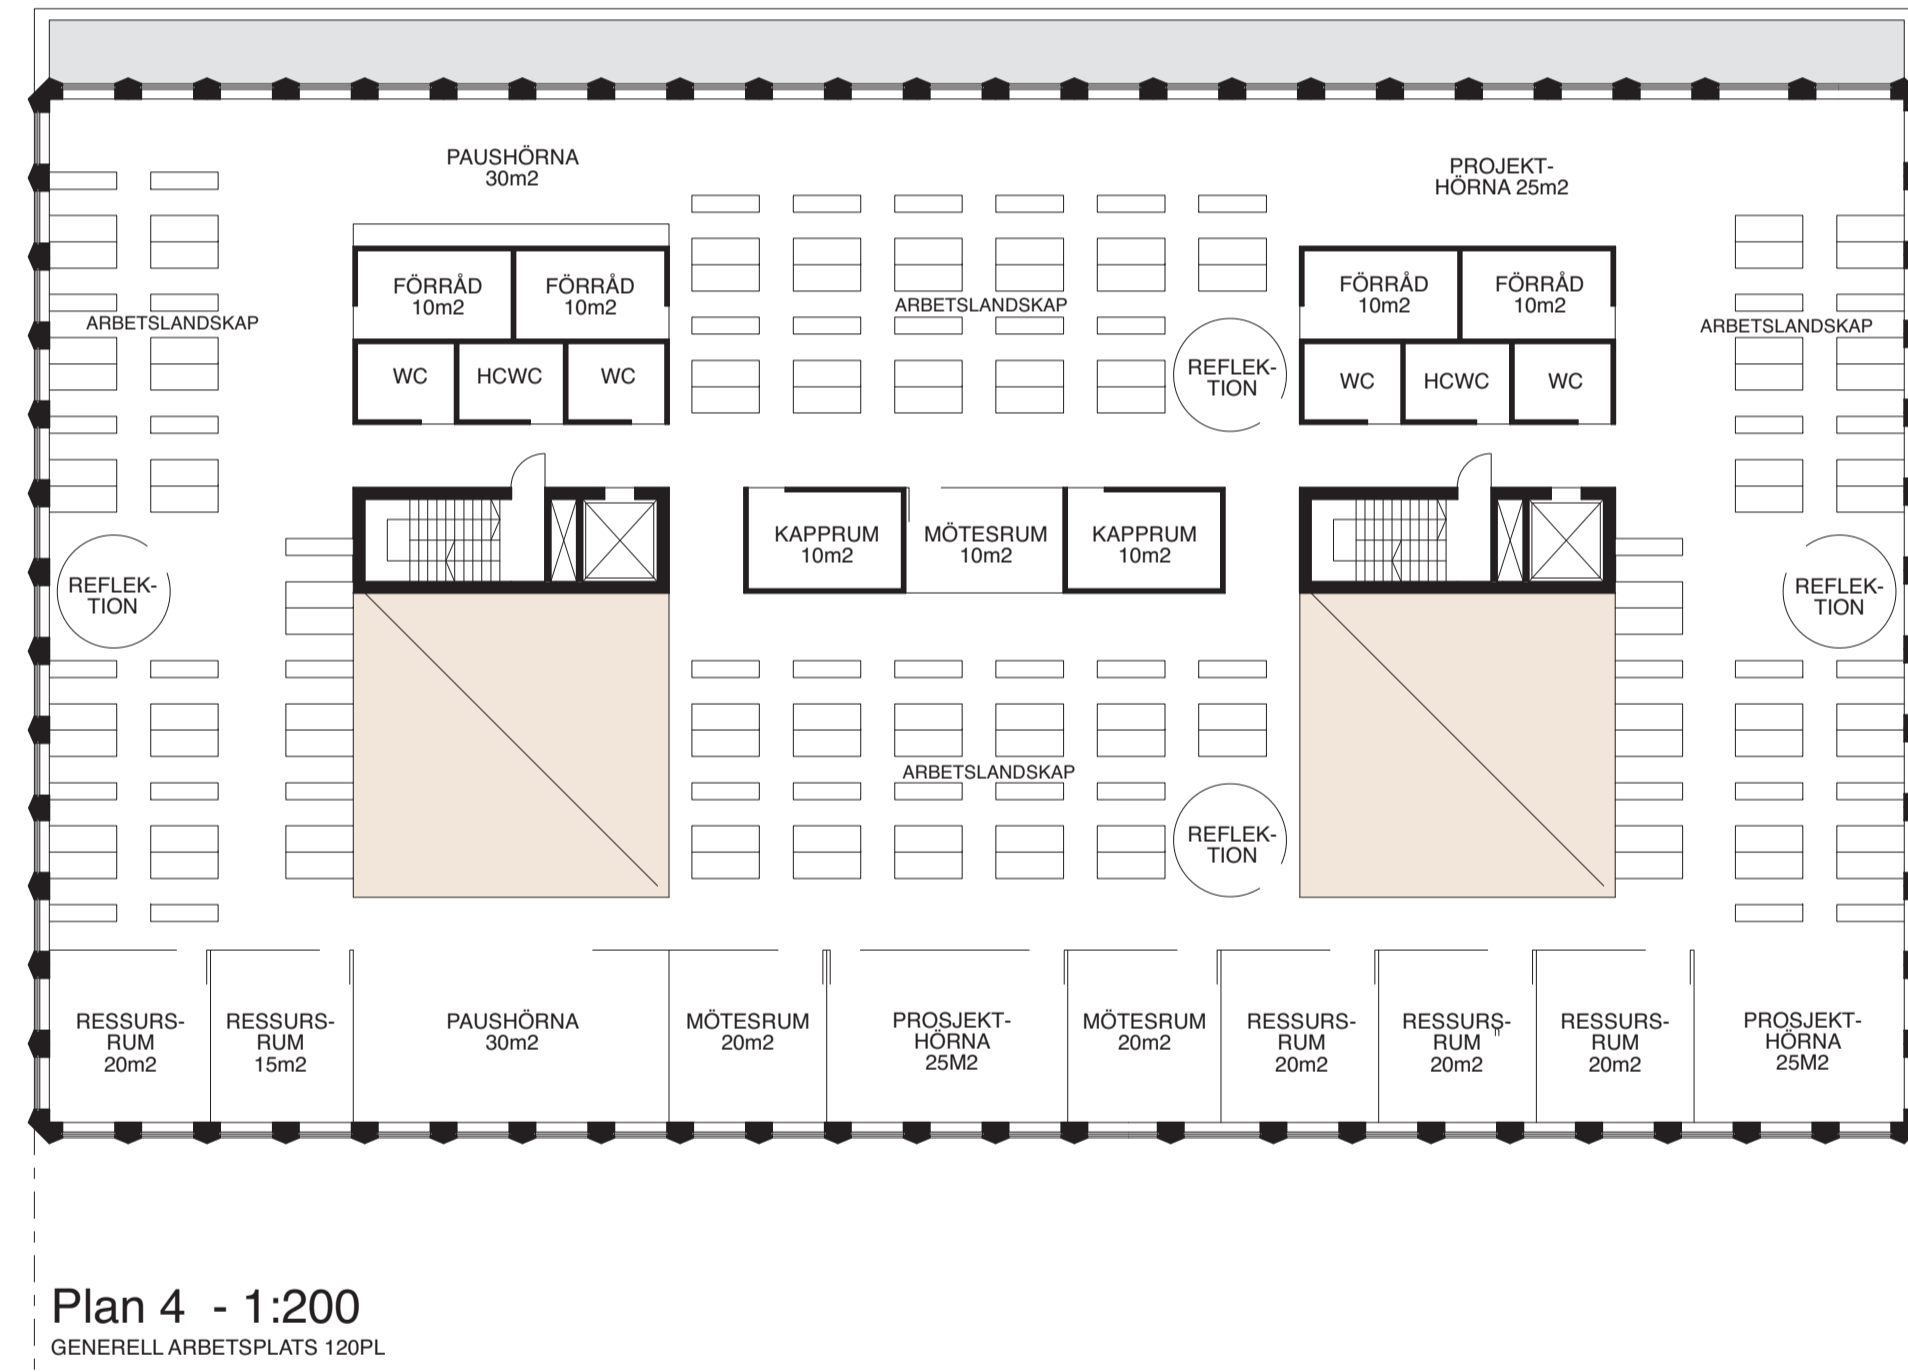 PAUSHÖRNA
30m2
PROJEKT-
HÖRNA 25m2
FÖRRÅD
10m2
FÖRRÅD
10m2
ARBETSLANDSKAP
ARBETSLANDSKAP
FÖRRÅD
10m2
FÖRRÅD
10m2
ARBETSLANDSKAP
WC
HCWC
WC
REFLEK-
TION
WC
HCWC
WC
KAPPRUM
10m2
MÖTESRUM
10m2
KAPPRUM
10m2
REFLEK-
TION
REFLEK-
TION
ARBETSLANDSKAP
REFLEK-
TION
RESSURS-
RUM
20m2
RESSURS-
RUM
15m2
PAUSHÖRNA
30m2
MÖTESRUM
20m2
PROSJEKT-
HÖRNA
25M2
MÖTESRUM
20m2
RESSURS-
RUM
20m2
RESSURS-
RUM
20m2
RESSURS-
RUM
20m2
PROSJEKT-
HÖRNA
25M2
Plan 4 - 1:200
GENERELL ARBETSPLATS 120PL